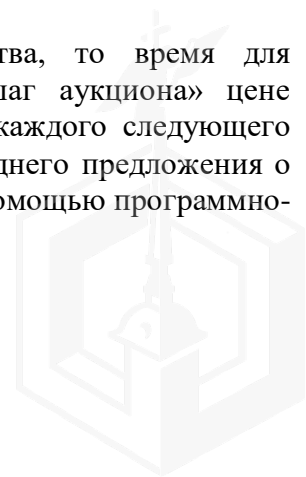 тва, то время для
аг аукциона» цене
каждого следующего
днего предложения о
омощью программно-